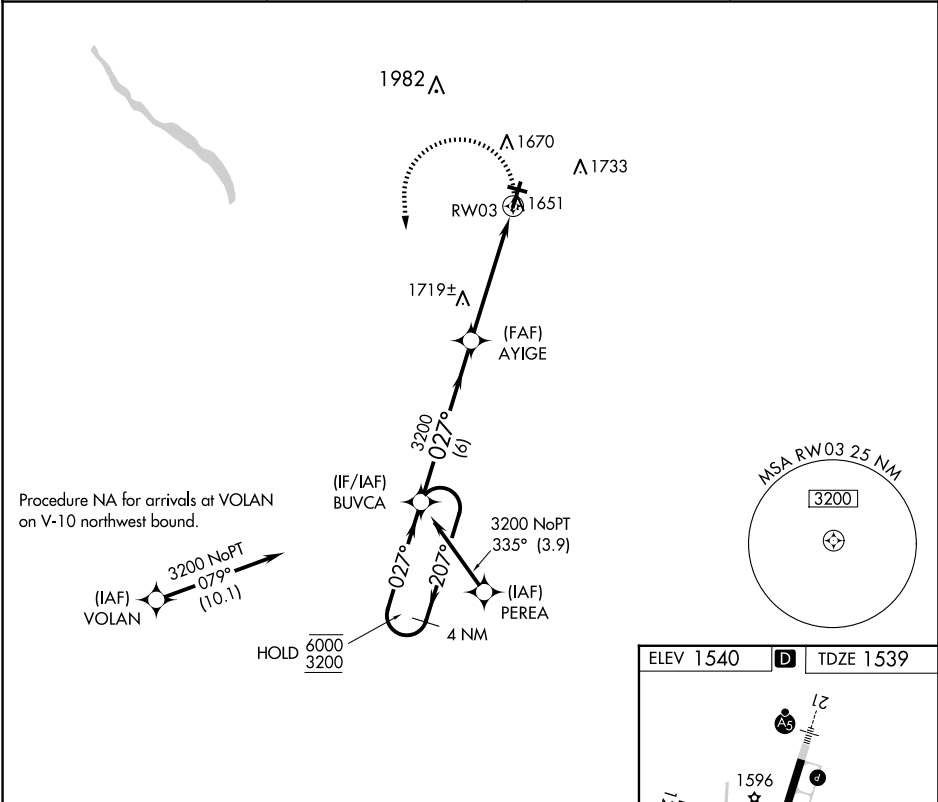 1982
1670
1733
RW03
1651
1719±
(FAF)
AYIGE
3200
027°
(6)
(IF/IAF)
BUVCA
Procedure NA for arrivals at VOLAN
on V-10 northwest bound.
3200 NoPT
079°
(10.1)
(IAF)
VOLAN
3200 NoPT
335° (3.9)
027°
207°
(IAF)
PEREA
4 NM
HOLD 6000
3200
MSA RW03 25 NM
3200
ELEV 1540 D TDZE 1539
21
A5
P
1596